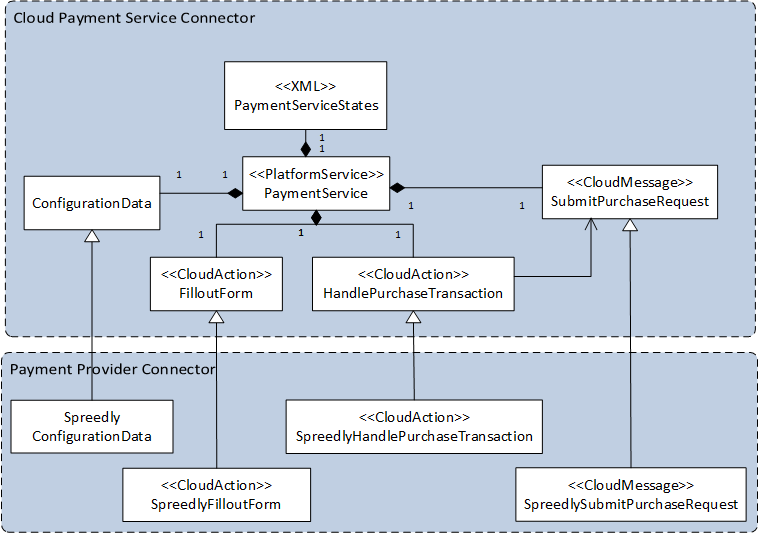 Cloud Payment Service Connector
<<XML>>
PaymentServiceStates
1
1
<<PlatformService>>
PaymentService
1
1
ConfigurationData
<<CloudMessage>>
SubmitPurchaseRequest
1
1
1
1
1
<<CloudAction>>
FilloutForm
<<CloudAction>>
HandlePurchaseTransaction
Payment Provider Connector
Spreedly
ConfigurationData
<<CloudAction>>
SpreedlyHandlePurchaseTransaction
<<CloudAction>>
SpreedlyFilloutForm
<<CloudMessage>>
SpreedlySubmitPurchaseRequest